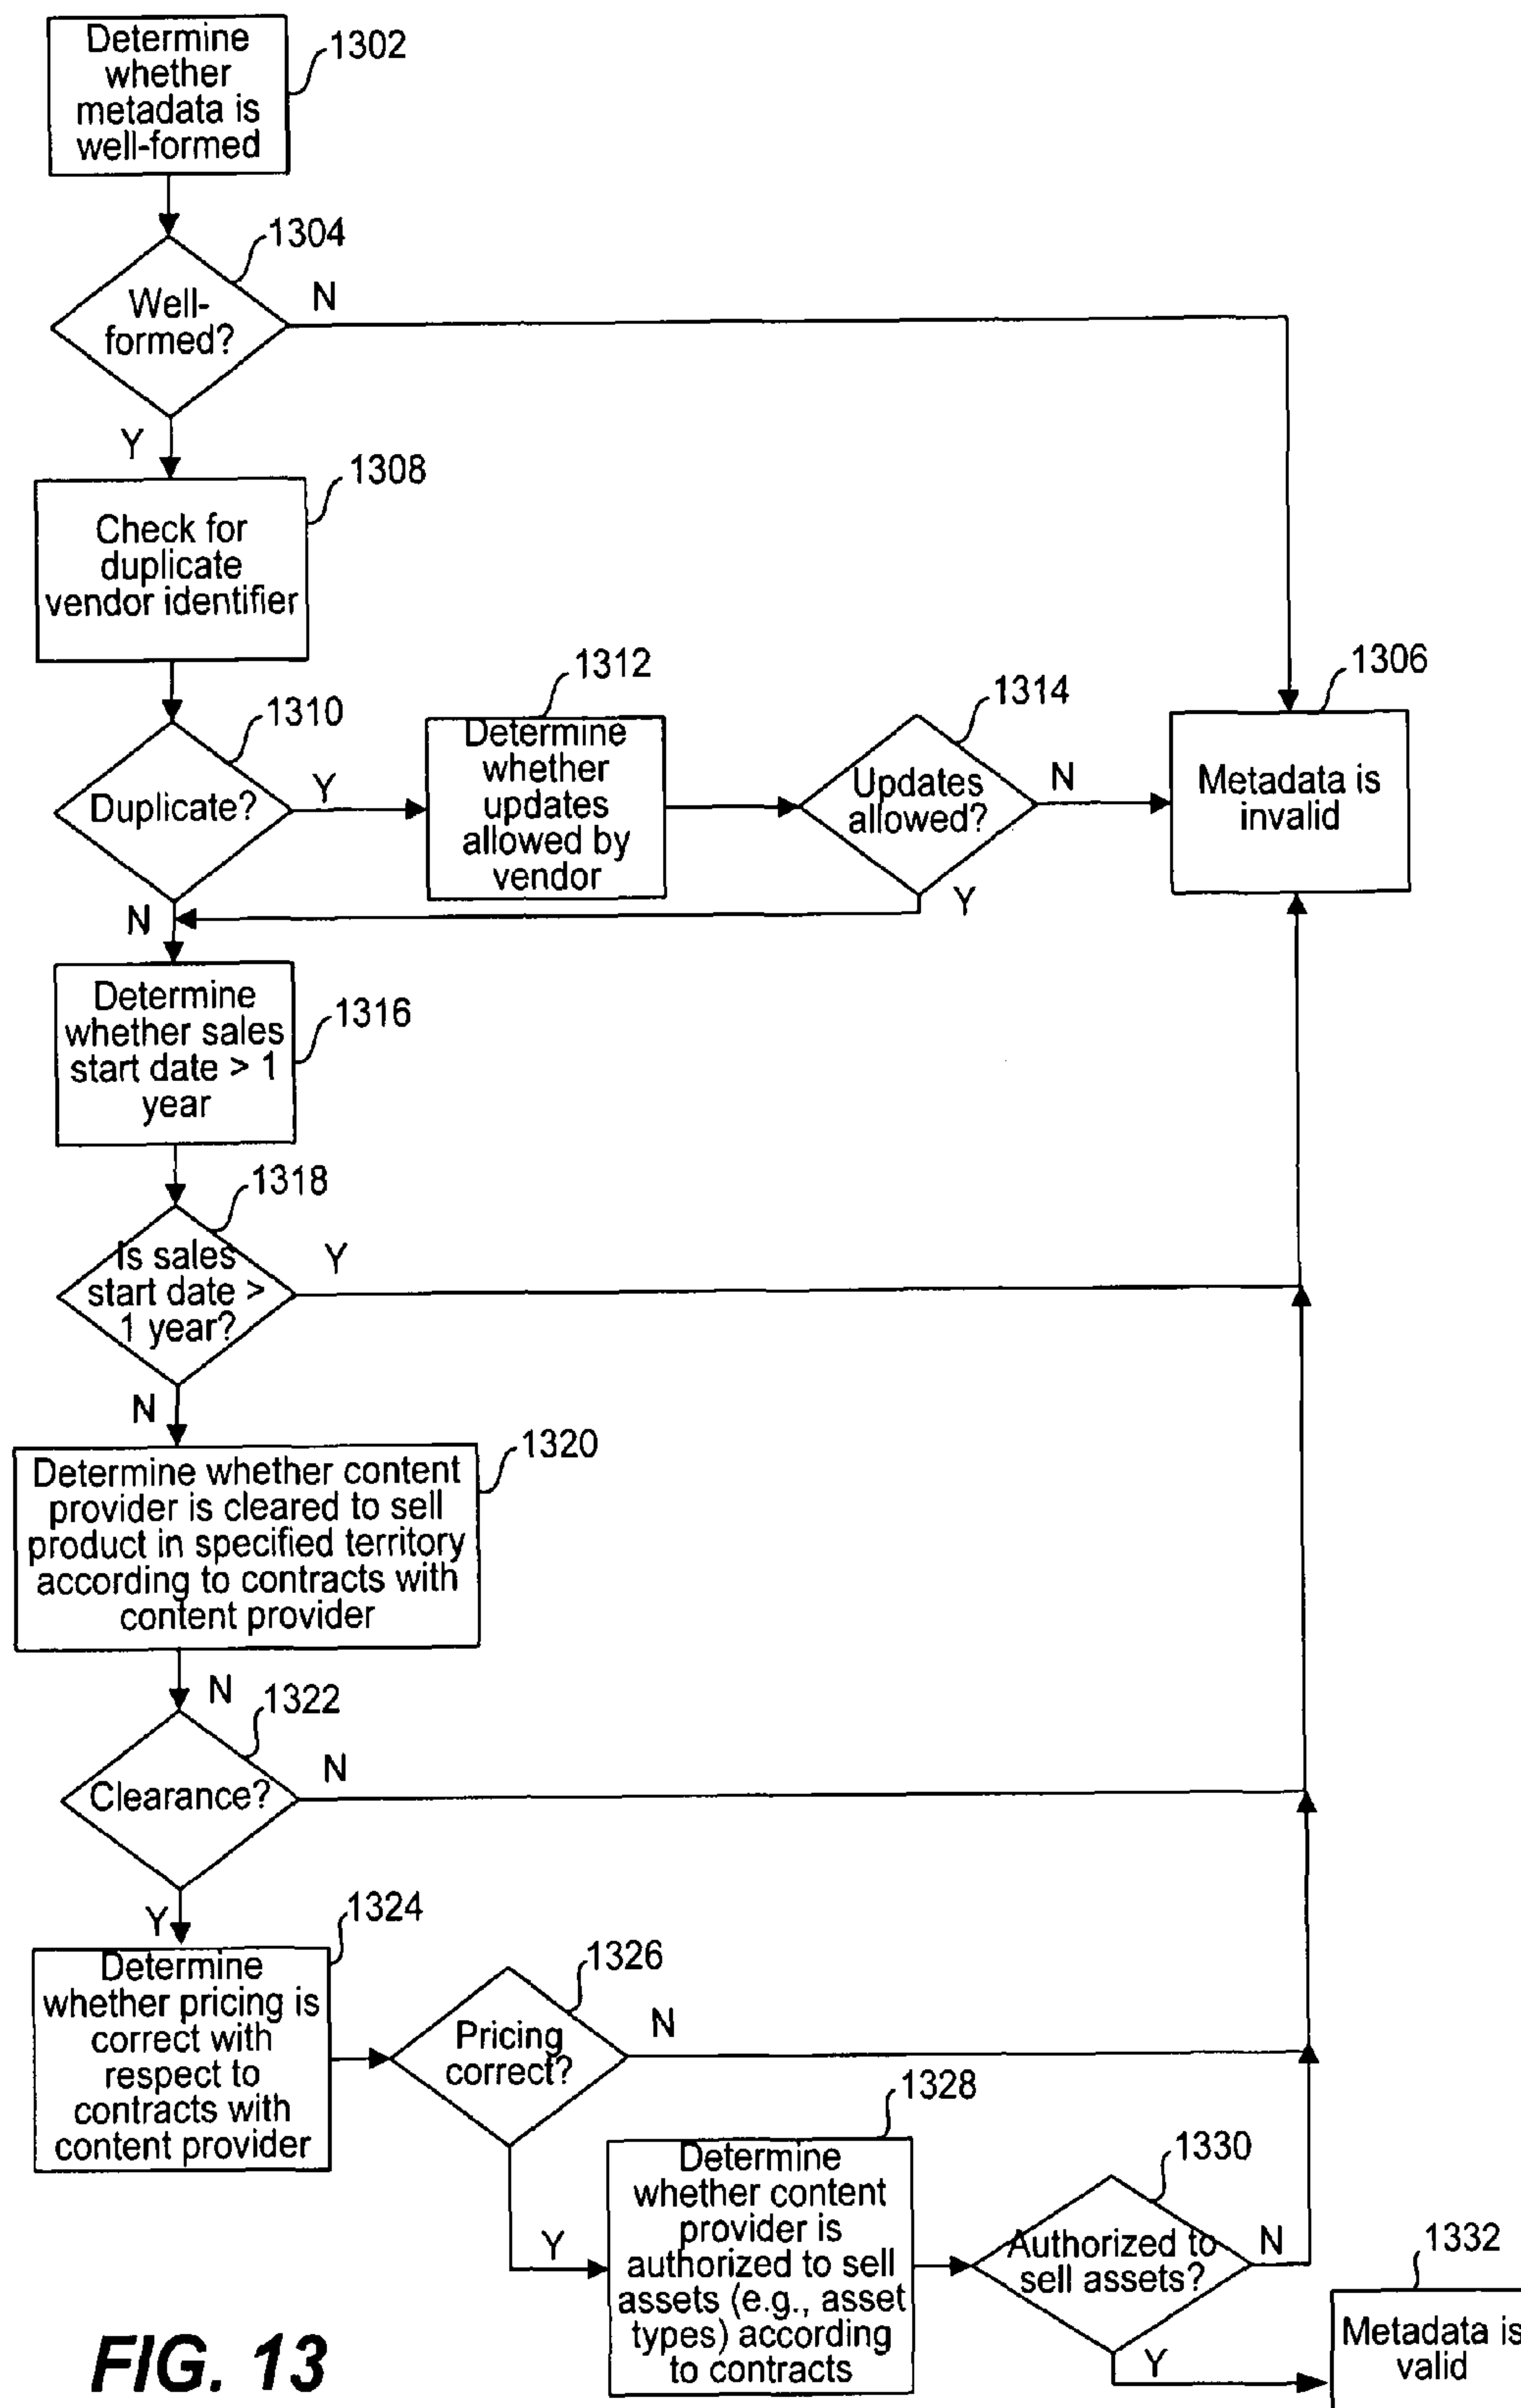 Determine
whether
metadata is
well-formed
1302
1304
Well-
formed?
N
Y
1308
Check for
duplicate
vendor identifier
1310
Duplicate?
Y
N
1312
Determine
whether
updates
allowed by
vendor
1314
Updates
allowed?
N
Y
1306
Metadata is
invalid
Determine
whether sales
start date > 1
year
1316
1318
Is sales
start date >
1 year?
Y
N
1320
Determine whether content
provider is cleared to sell
product in specified territory
according to contracts with
content provider
N
1322
Clearance?
N
Y
1324
Determine
whether pricing is
correct with
respect to
contracts with
content provider
1326
Pricing
correct?
N
Y
1328
Determine
whether content
provider is
authorized to sell
assets (e.g., asset
types) according
to contracts
1330
Authorized to
sell assets?
N
Y
1332
Metadata is
valid
FIG. 13